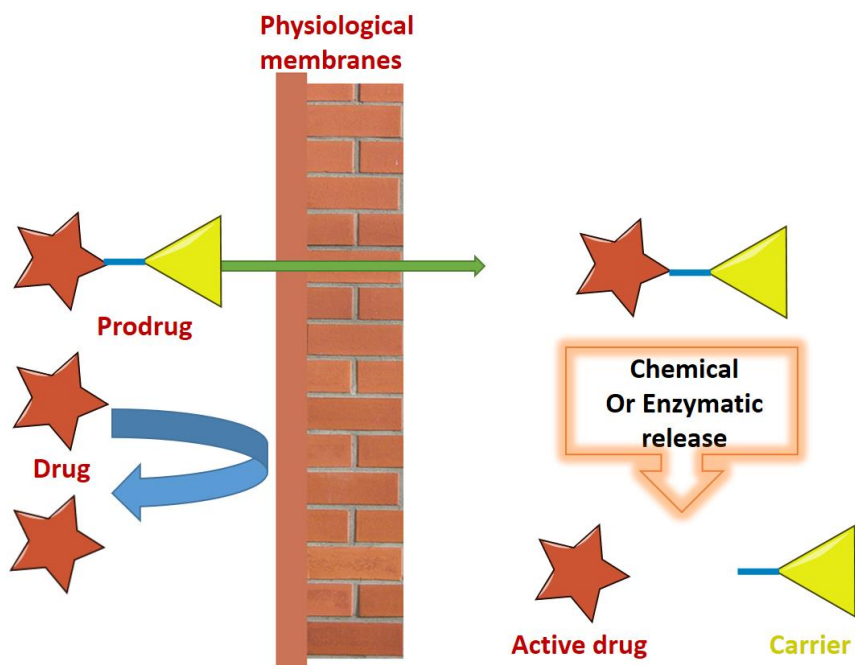 Physiological
membranes
Prodrug
Drug
Chemical
Or Enzymatic
release
Active drug
Carrier